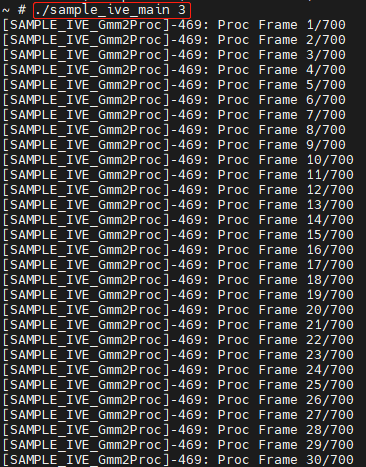 ~ # ./sample_ive_main 3
[SAMPLE_IVE_Gmm2Proc]-469: Proc Frame 1/700
[SAMPLE_IVE_Gmm2Proc]-469: Proc Frame 2/700
[SAMPLE_IVE_Gmm2Proc]-469: Proc Frame 3/700
[SAMPLE_IVE_Gmm2Proc]-469: Proc Frame 4/700
[SAMPLE_IVE_Gmm2Proc]-469: Proc Frame 5/700
[SAMPLE_IVE_Gmm2Proc]-469: Proc Frame 6/700
[SAMPLE_IVE_Gmm2Proc]-469: Proc Frame 7/700
[SAMPLE_IVE_Gmm2Proc]-469: Proc Frame 8/700
[SAMPLE_IVE_Gmm2Proc]-469: Proc Frame 9/700
[SAMPLE_IVE_Gmm2Proc]-469: Proc Frame 10/700
[SAMPLE_IVE_Gmm2Proc]-469: Proc Frame 11/700
[SAMPLE_IVE_Gmm2Proc]-469: Proc Frame 12/700
[SAMPLE_IVE_Gmm2Proc]-469: Proc Frame 13/700
[SAMPLE_IVE_Gmm2Proc]-469: Proc Frame 14/700
[SAMPLE_IVE_Gmm2Proc]-469: Proc Frame 15/700
[SAMPLE_IVE_Gmm2Proc]-469: Proc Frame 16/700
[SAMPLE_IVE_Gmm2Proc]-469: Proc Frame 17/700
[SAMPLE_IVE_Gmm2Proc]-469: Proc Frame 18/700
[SAMPLE_IVE_Gmm2Proc]-469: Proc Frame 19/700
[SAMPLE_IVE_Gmm2Proc]-469: Proc Frame 20/700
[SAMPLE_IVE_Gmm2Proc]-469: Proc Frame 21/700
[SAMPLE_IVE_Gmm2Proc]-469: Proc Frame 22/700
[SAMPLE_IVE_Gmm2Proc]-469: Proc Frame 23/700
[SAMPLE_IVE_Gmm2Proc]-469: Proc Frame 24/700
[SAMPLE_IVE_Gmm2Proc]-469: Proc Frame 25/700
[SAMPLE_IVE_Gmm2Proc]-469: Proc Frame 26/700
[SAMPLE_IVE_Gmm2Proc]-469: Proc Frame 27/700
[SAMPLE_IVE_Gmm2Proc]-469: Proc Frame 28/700
[SAMPLE_IVE_Gmm2Proc]-469: Proc Frame 29/700
[SAMPLE_IVE_Gmm2Proc]-469: Proc Frame 30/700